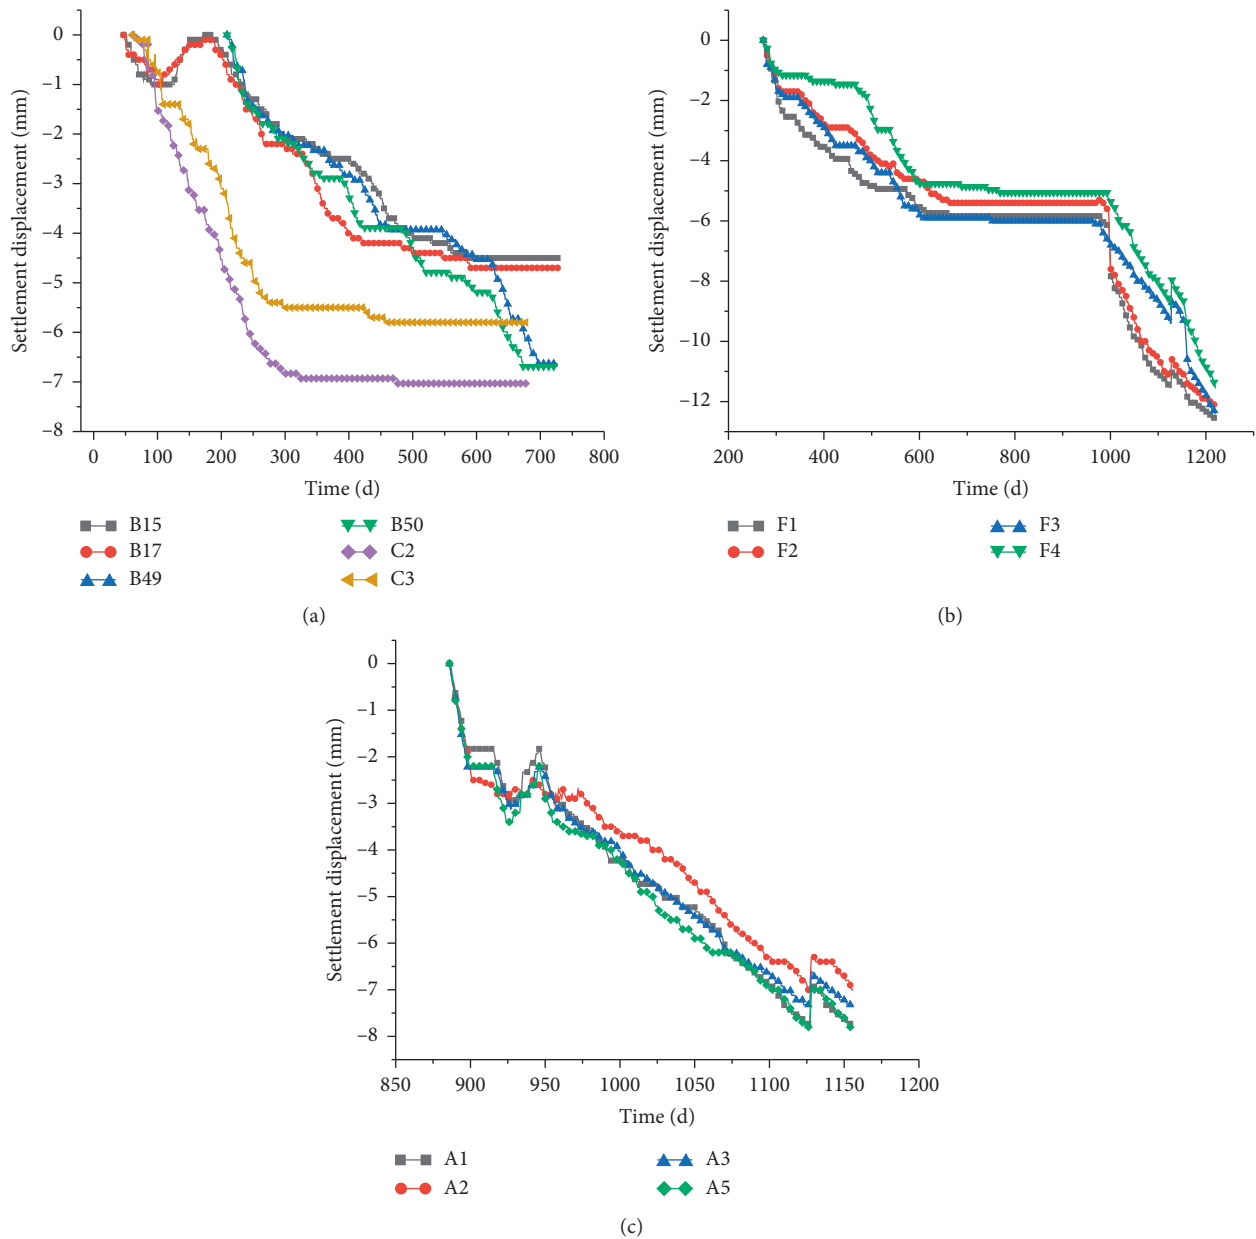 0
−1
−2
−3
−4
−5
−6
−7
−8
Settlement displacement (mm)
0 100 200 300 400 500 600 700 800
Time (d)
B15 B50
B17 C2
B49 C3
(a)
0
−2
−4
−6
−8
−10
−12
Settlement displacement (mm)
200 400 600 800 1000 1200
Time (d)
F1 F3
F2 F4
(b)
0
−1
−2
−3
−4
−5
−6
−7
−8
Settlement displacement (mm)
850 900 950 1000 1050 1100 1150 1200
Time (d)
A1 A3
A2 A5
(c)